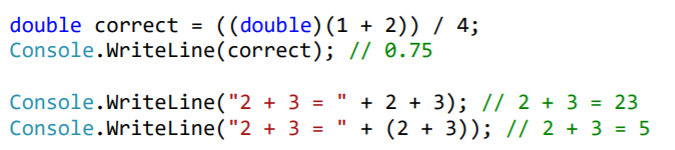 double correct = ((double)(1 + 2)) / 4;
Console.WriteLine(correct); // 0.75
Console.WriteLine("2 + 3 = " + 2 + 3); // 2 + 3 = 23
Console.WriteLine("2 + 3 = " + (2 + 3)); // 2 + 3 = 5